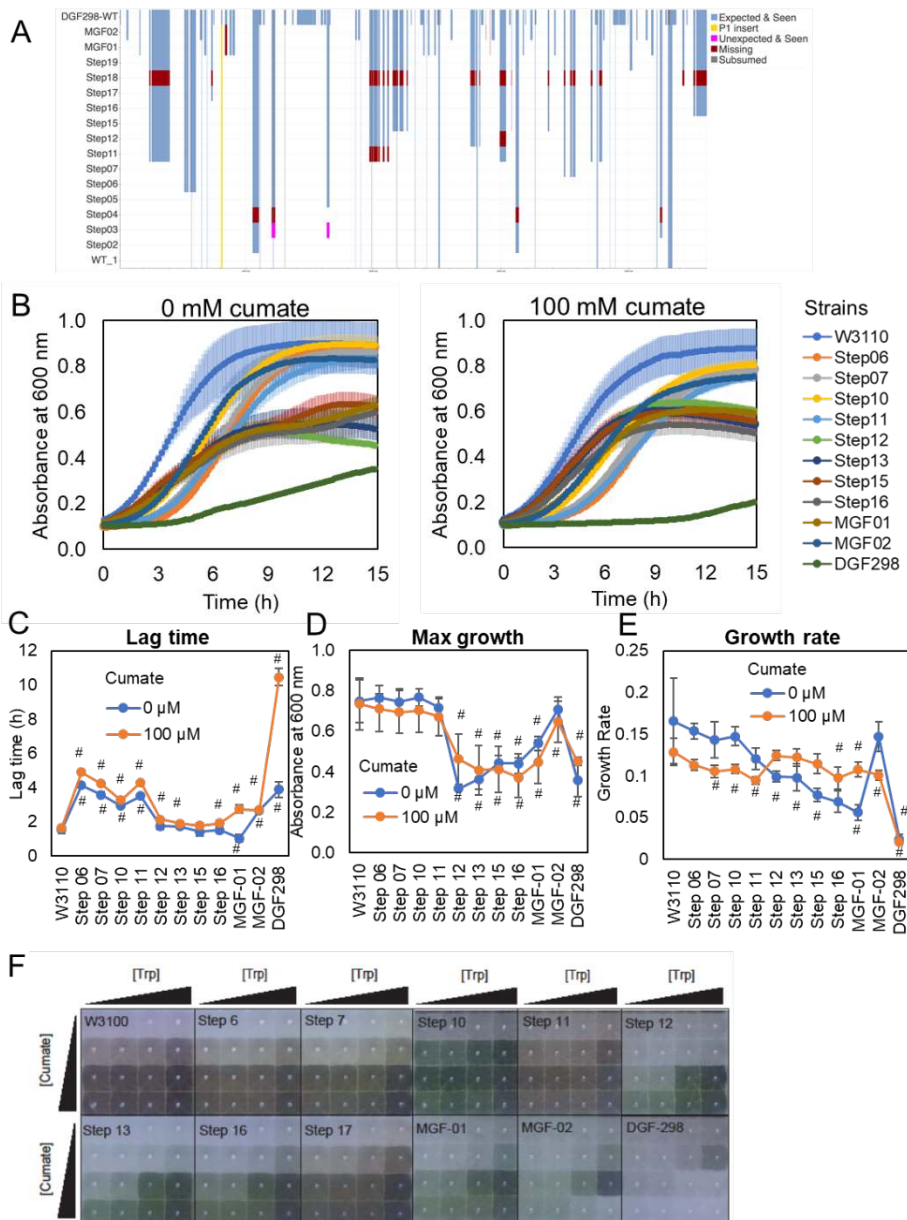 A
DGF298-WT
MGF02
MGF01
Step19
Step18
Step17
Step16
Step15
Step12
Step11
Step07
Step06
Step05
Step04
Step03
Step02
WT_1
Expected & Seen
P1 insert
Unexpected & Seen
Missing
Subsumed
B
0 mM cumate
100 mM cumate
Absorbance at 600 nm
1.0
0.8
0.6
0.4
0.2
0.0
0 3 6 9 12 15
Time (h)
Absorbance at 600 nm
1.0
0.8
0.6
0.4
0.2
0.0
0 3 6 9 12 15
Time (h)
Strains
W3110
Step06
Step07
Step10
Step11
Step12
Step13
Step15
Step16
MGF01
MGF02
DGF298
C
Lag time
Lag time (h)
12
10
8
6
4
2
0
Cumate
0 µM
100 µM
# # # # # # # # # # # # # #
W3110
Step 06
Step 07
Step 10
Step 11
Step 12
Step 13
Step 15
Step 16
MGF-01
MGF-02
DGF298
D
Max growth
Absorbance at 600 nm
1.0
0.8
0.6
0.4
0.2
0.0
Cumate
0 µM
100 µM
# # # # # # # # # # #
W3110
Step 06
Step 07
Step 10
Step 11
Step 12
Step 13
Step 15
Step 16
MGF-01
MGF-02
DGF298
E
Growth rate
Growth Rate
0.25
0.2
0.15
0.1
0.05
0
Cumate
0 µM
100 µM
# # # # # # # # # #
W3110
Step 06
Step 07
Step 10
Step 11
Step 12
Step 13
Step 15
Step 16
MGF-01
MGF-02
DGF298
F
[Trp] [Trp] [Trp] [Trp] [Trp] [Trp]
[Cumate]
W3100 Step 6 Step 7 Step 10 Step 11 Step 12
[Cumate]
Step 13 Step 16 Step 17 MGF-01 MGF-02 DGF-298